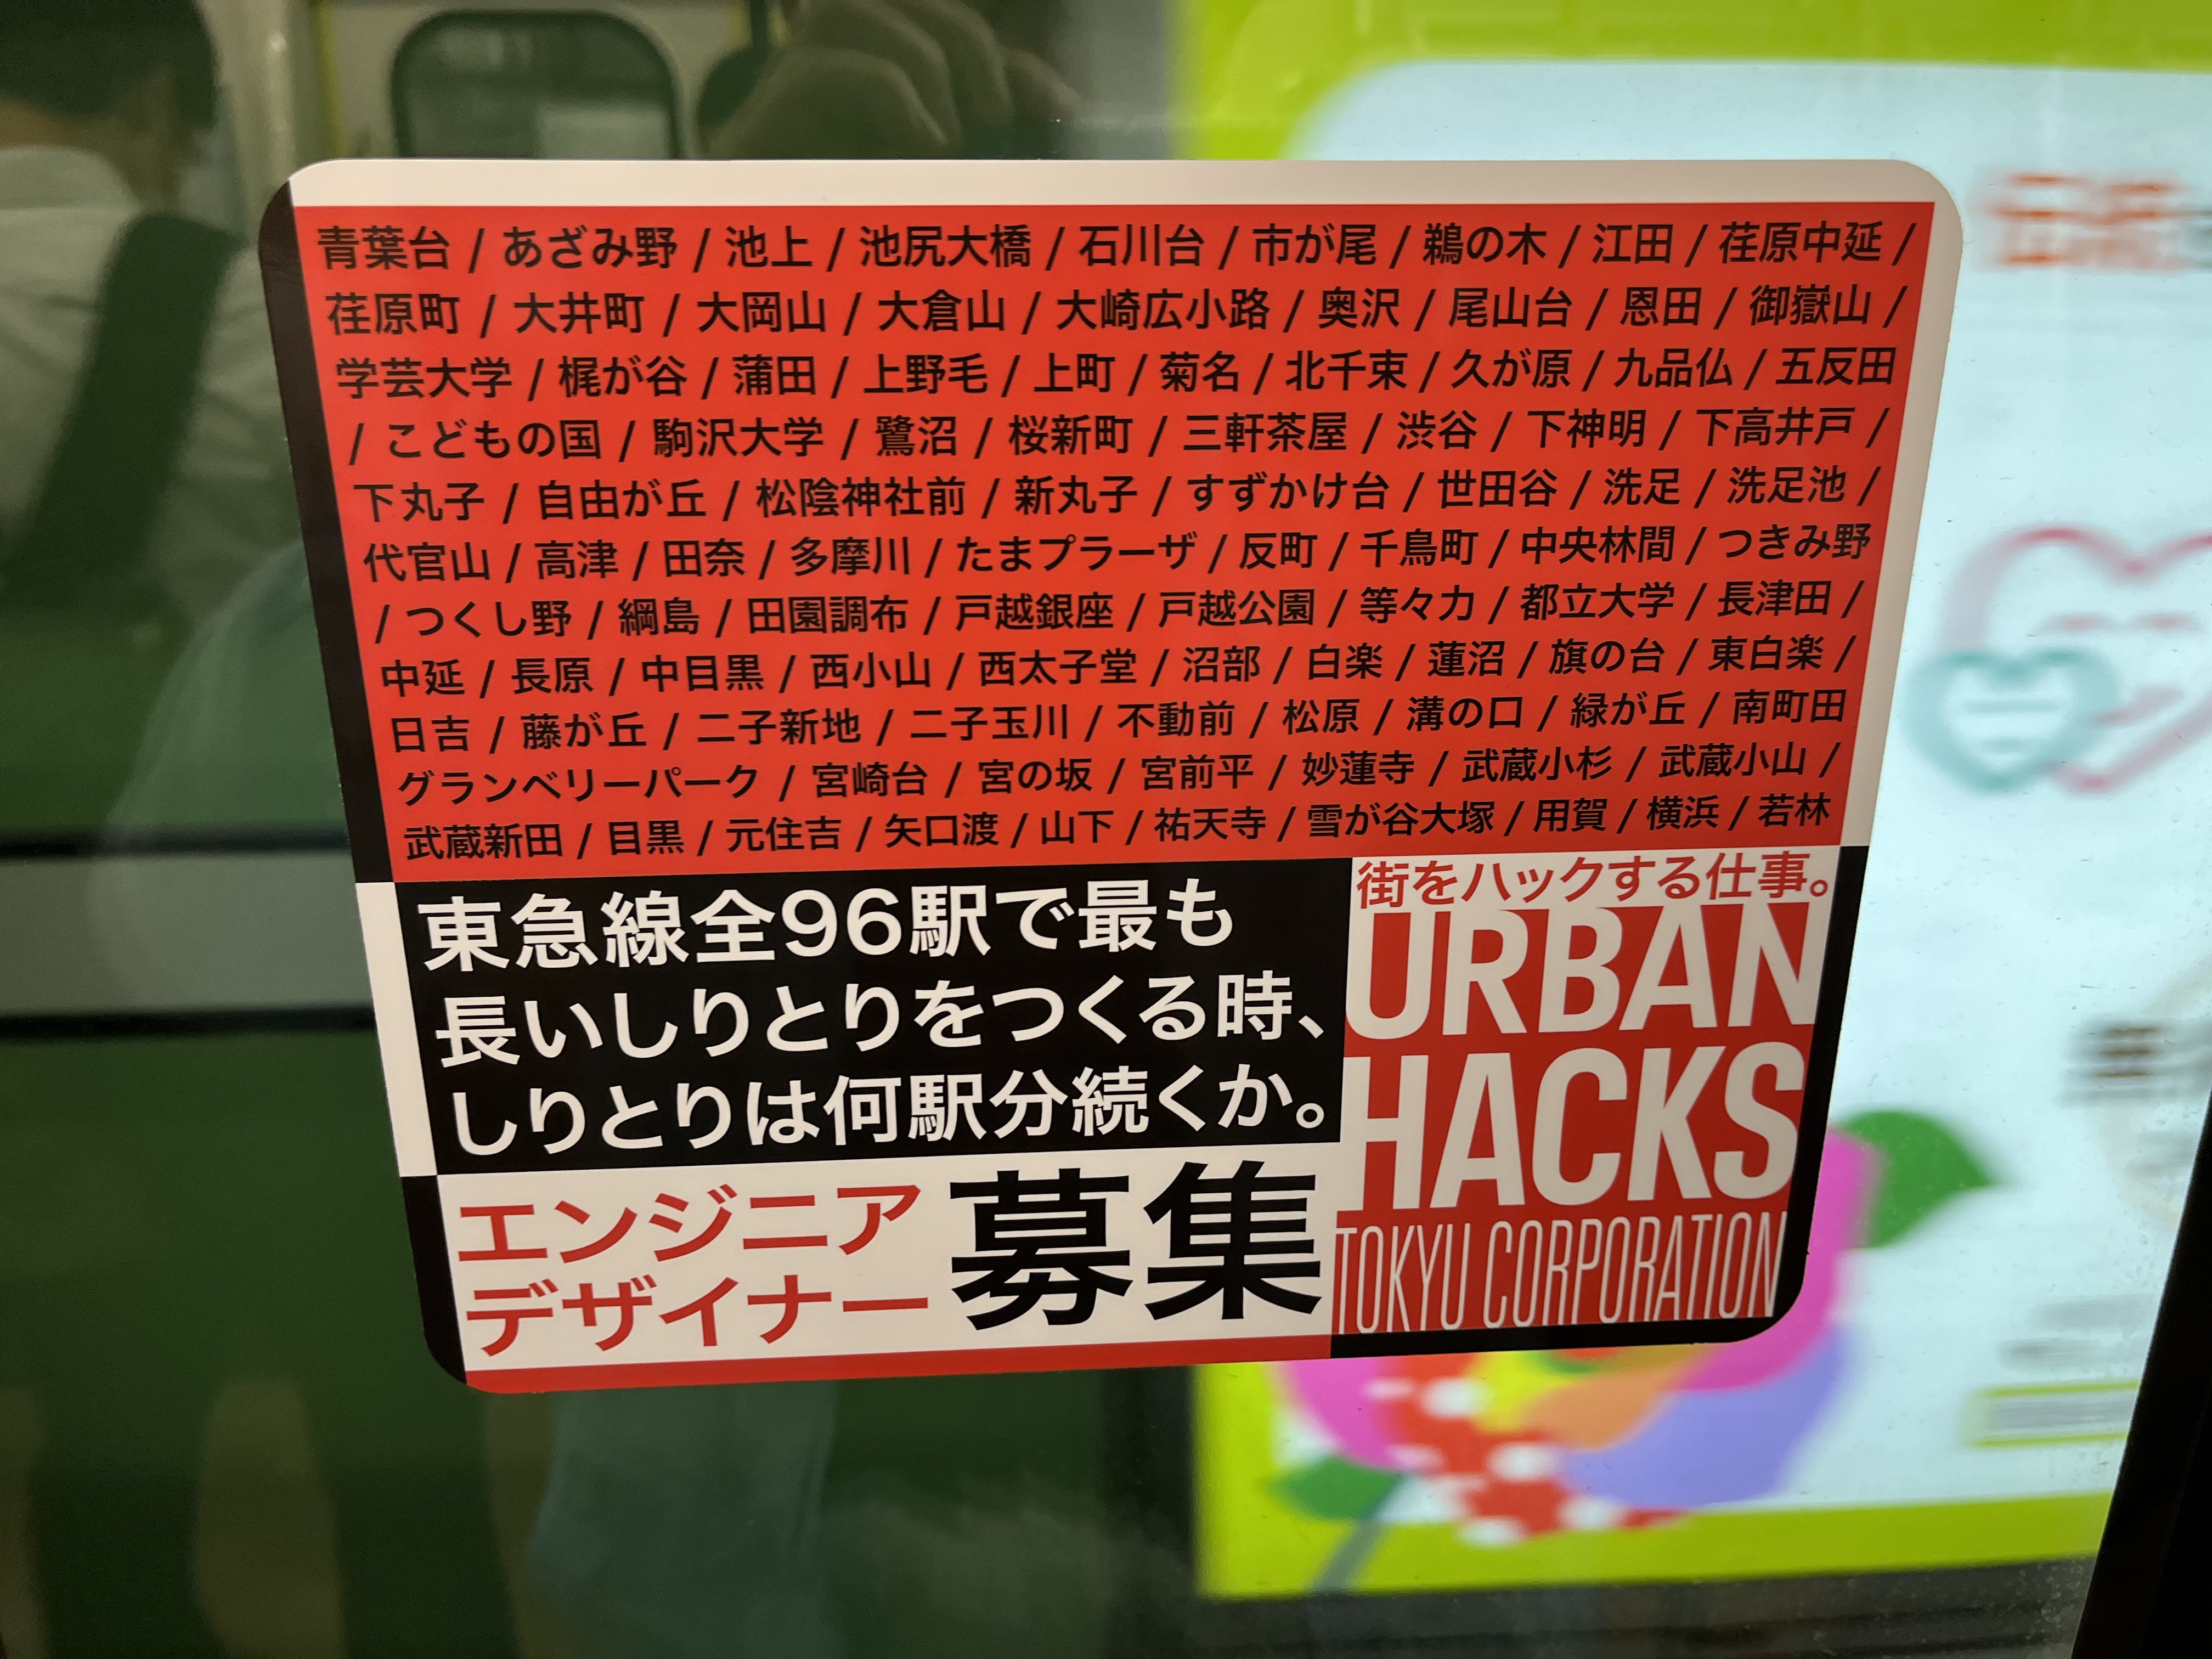 青葉台 / あざみ野 / 池上 / 池尻大橋 / 石川台 / 市が尾 / 鵜の木 / 江田 / 荏原中延 /
荏原町 / 大井町 / 大岡山 / 大倉山 / 大崎広小路 / 奥沢 / 尾山台 / 恩田 / 御嶽山 /
学芸大学 / 梶が谷 / 蒲田 / 上野毛 / 上町 / 菊名 / 北千束 / 久が原 / 九品仏 / 五反田
/ こどもの国 / 駒沢大学 / 鷺沼 / 桜新町 / 三軒茶屋 / 渋谷 / 下神明 / 下高井戸 /
下丸子 / 自由が丘 / 松陰神社前 / 新丸子 / すずかけ台 / 世田谷 / 洗足 / 洗足池 /
代官山 / 高津 / 田奈 / 多摩川 / たまプラーザ / 反町 / 千鳥町 / 中央林間 / つきみ野
/ つくし野 / 綱島 / 田園調布 / 戸越銀座 / 戸越公園 / 等々力 / 都立大学 / 長津田 /
中延 / 長原 / 中目黒 / 西小山 / 西太子堂 / 沼部 / 白楽 / 蓮沼 / 旗の台 / 東白楽 /
日吉 / 藤が丘 / 二子新地 / 二子玉川 / 不動前 / 松原 / 溝の口 / 緑が丘 / 南町田
グランベリーパーク / 宮崎台 / 宮の坂 / 宮前平 / 妙蓮寺 / 武蔵小杉 / 武蔵小山 /
武蔵新田 / 目黒 / 元住吉 / 矢口渡 / 山下 / 祐天寺 / 雪が谷大塚 / 用賀 / 横浜 / 若林
東急線全96駅で最も
長いしりとりをつくる時、
しりとりは何駅分続くか。
エンジニア
デザイナー
募集
街をハックする仕事。
URBAN
HACKS
TOKYU CORPORATION